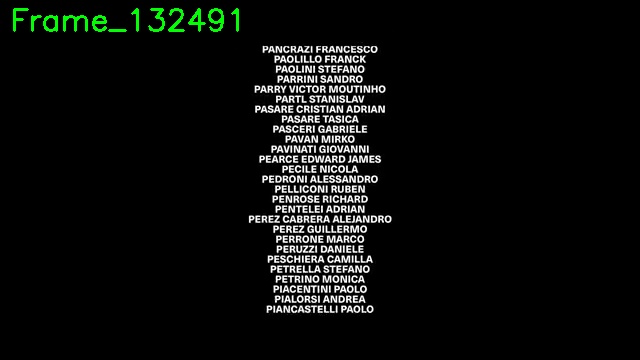 Frame_132491
PANCRAZI FRANCESCO
PAOLILLO FRANCK
PAOLINI STEFANO
PARRINI SANDRO
PARRY VICTOR MOUTINHO
PARTL STANISLAV
PASARE CRISTIAN ADRIAN
PASARE TASICA
PASCERI GABRIELE
PAVAN MIRKO
PAVINATI GIOVANNI
PEARCE EDWARD JAMES
PECILE NICOLA
PEDRONI ALESSANDRO
PELLICONI RUBEN
PENROSE RICHARD
PENTELEI ADRIAN
PEREZ CABRERA ALEJANDRO
PEREZ GUILLERMO
PERRONE MARCO
PERUZZI DANIELE
PESCHIERA CAMILLA
PETRELLA STEFANO
PETRINO MONICA
PIACENTINI PAOLO
PIALORSI ANDREA
PIANCASTELLI PAOLO